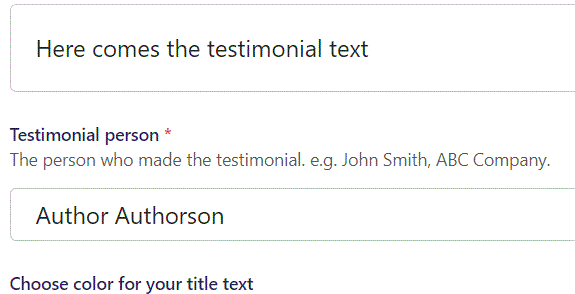 Here comes the testimonial text
Testimonial person *
The person who made the testimonial. e.g. John Smith, ABC Company.
Author Authorson
Choose color for your title text